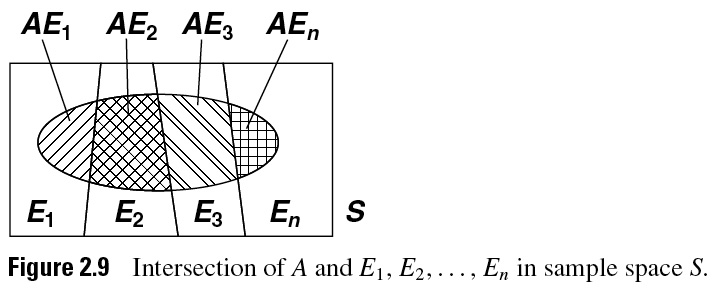 AE₁ AE₂ AE₃ AEₙ
E₁ E₂ E₃ Eₙ S
Figure 2.9 Intersection of A and E₁, E₂, . . . , Eₙ in sample space S.